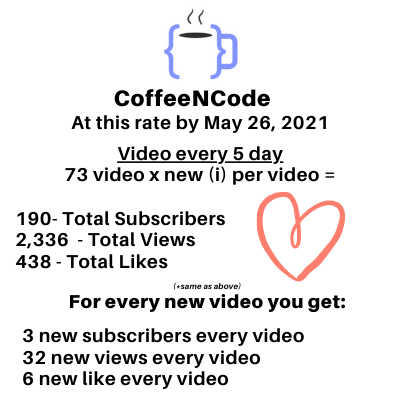 CoffeeNCode
At this rate by May 26, 2021
Video every 5 day
73 video x new (i) per video =
190- Total Subscribers
2,336 - Total Views
438 - Total Likes
(*same as above)
For every new video you get:
3 new subscribers every video
32 new views every video
6 new like every video